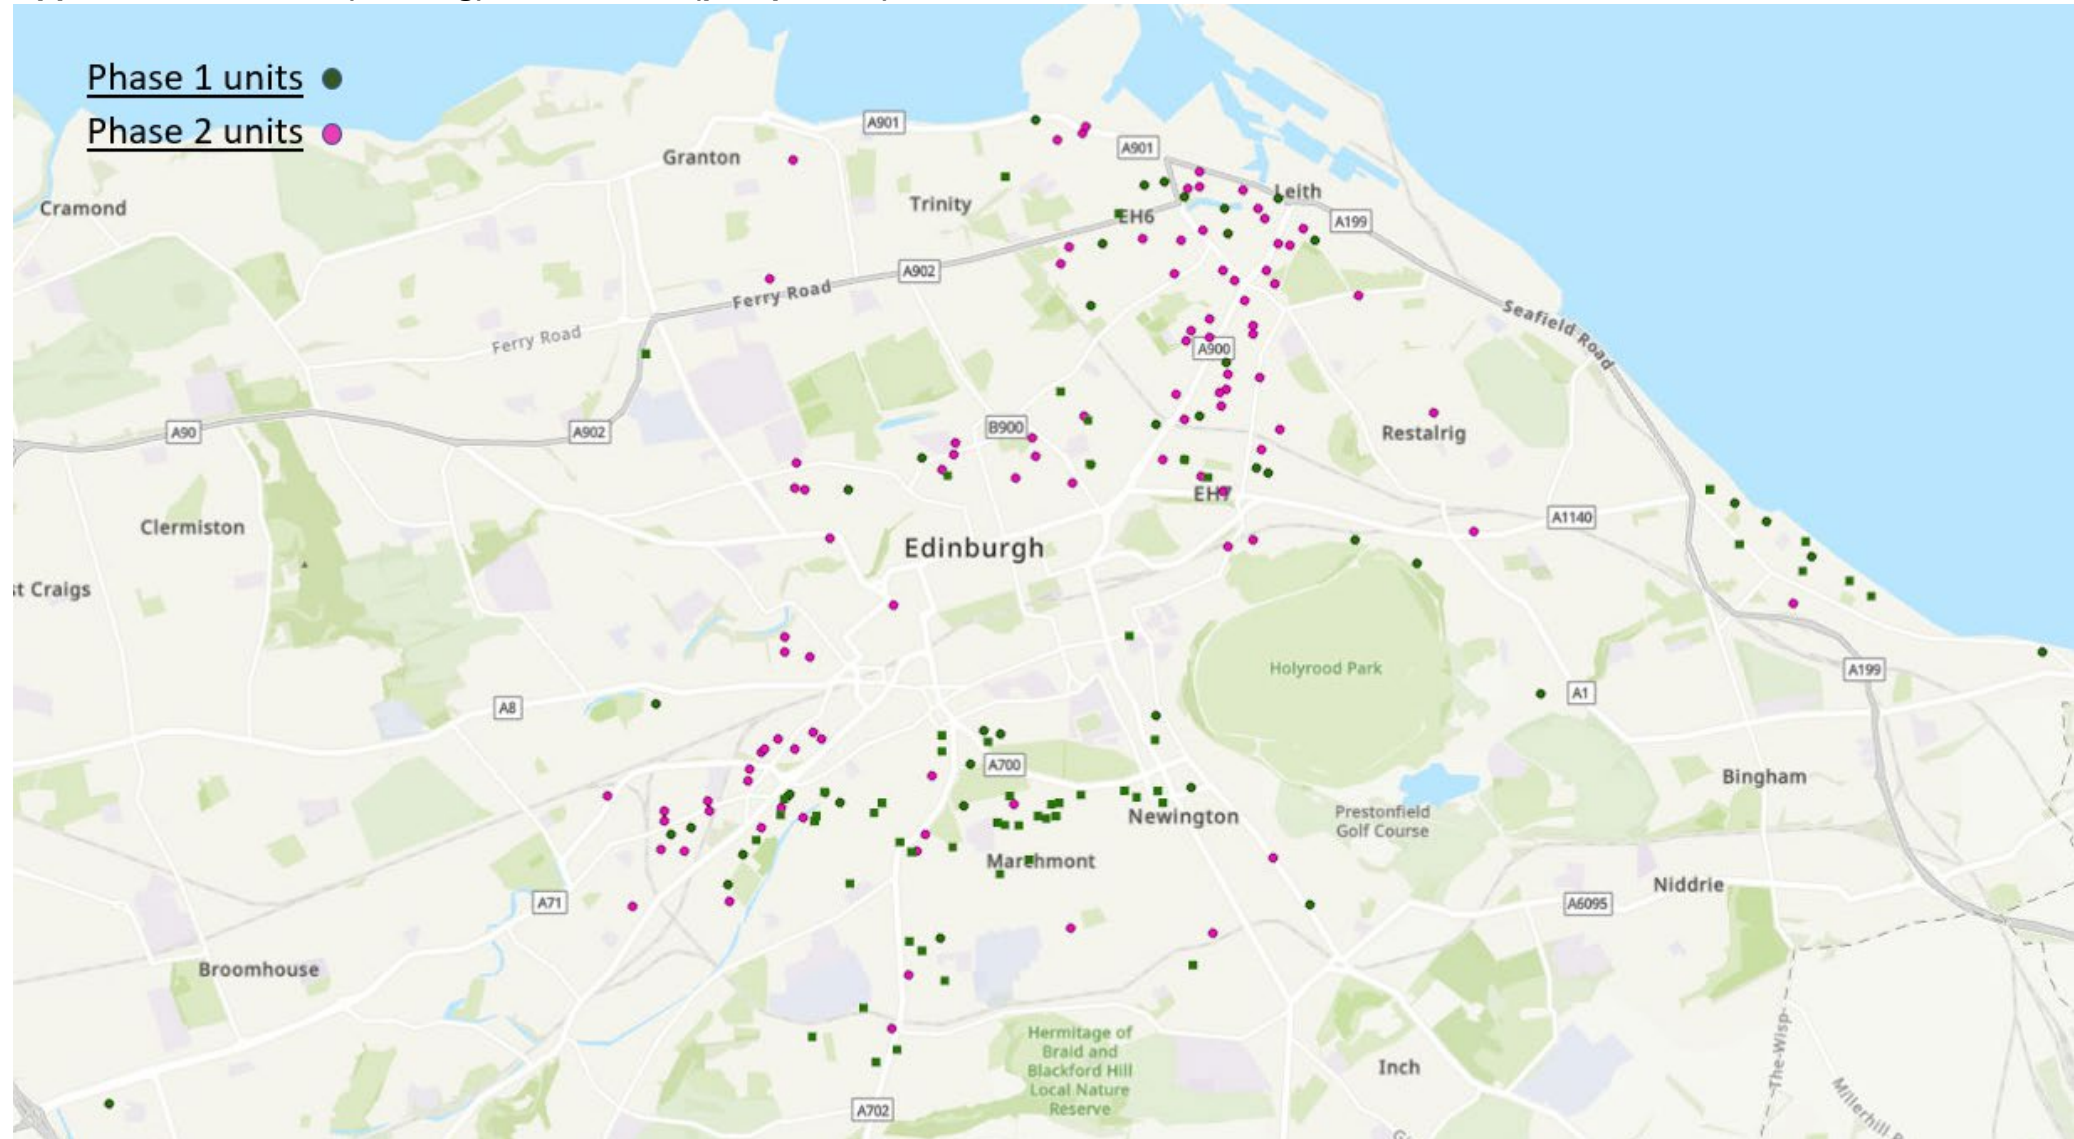 Phase 1 units
Phase 2 units
A901
Granton
A901
Cramond
Trinity
EH6
Leith
A199
A902
Ferry Road
Ferry Road
Seafield Road
A900
A90
A902
B900
Restalrig
EH7
Clermiston
Edinburgh
A1140
st Craigs
Holyrood Park
A199
A8
A1
A700
Bingham
Newington
Prestonfield
Golf Course
Marchmont
A71
Niddrie
A6095
Broomhouse
Hermitage of
Braid and
Blackford Hill
Local Nature
Reserve
Inch
The-Wisp
A702